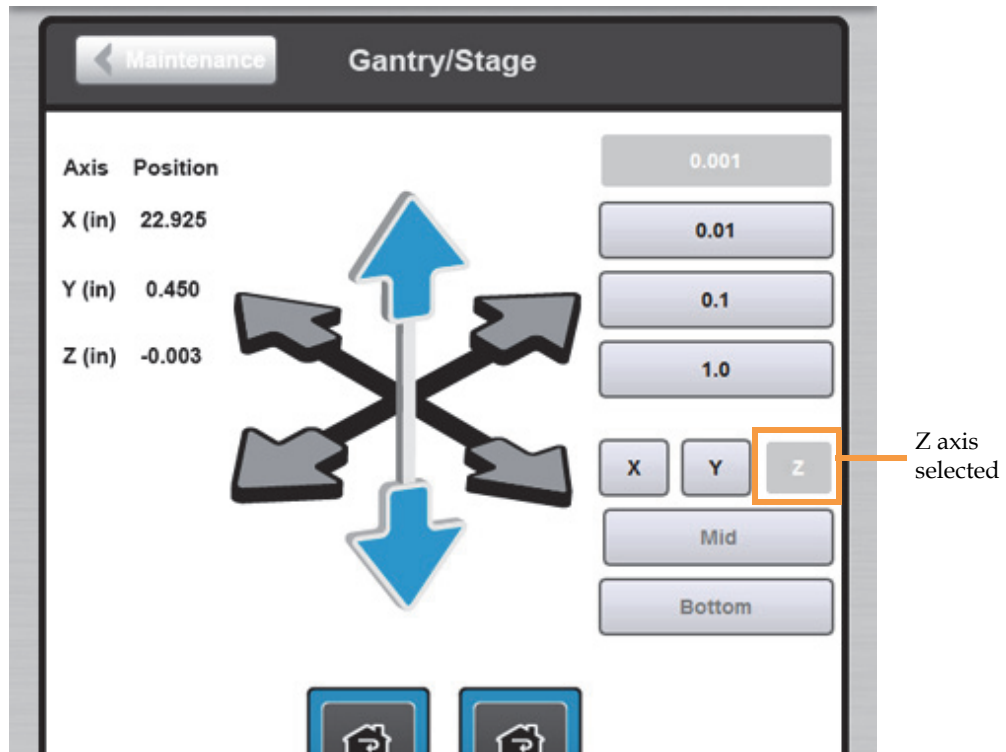 Maintenance
Gantry/Stage
Axis Position
X (in) 22.925
Y (in) 0.450
Z (in) -0.003
0.001
0.01
0.1
1.0
X Y Z
Mid
Bottom
Z axis
selected